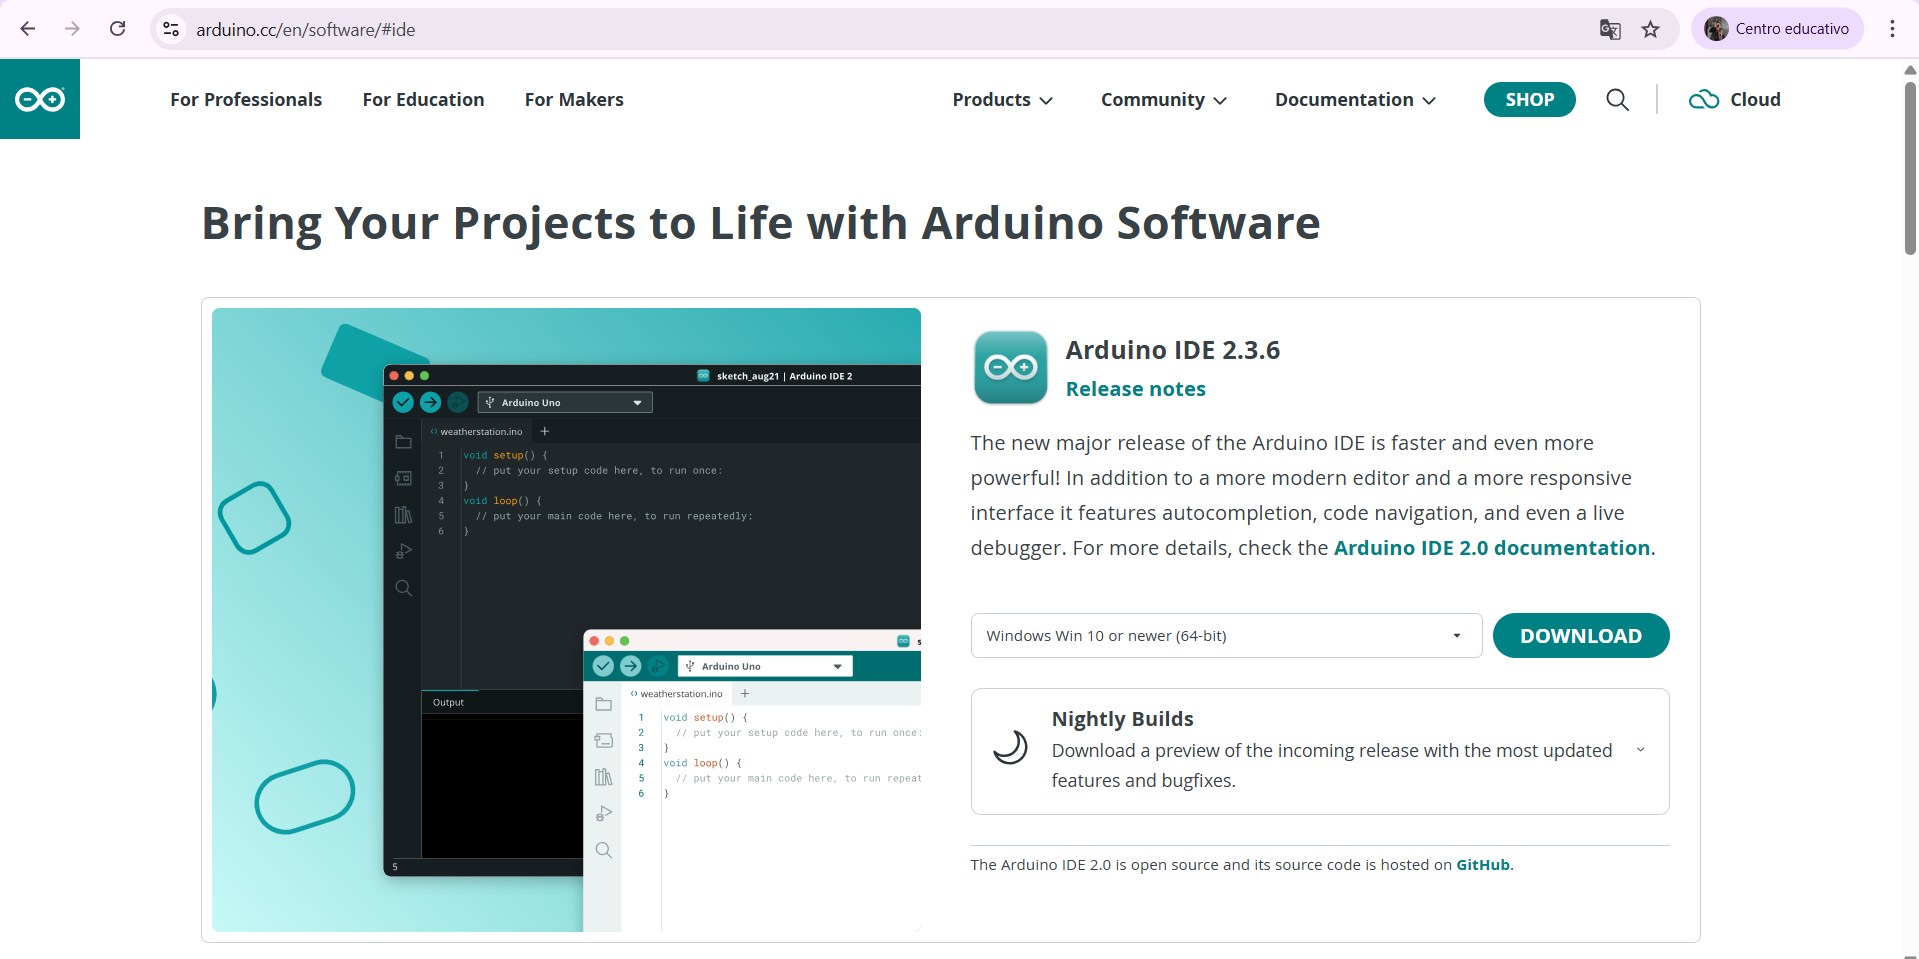 arduino.cc/en/software/#ide
Centro educativo
For Professionals For Education For Makers Products Community Documentation SHOP Cloud
Bring Your Projects to Life with Arduino Software
sketch_aug21 | Arduino IDE 2
Arduino Uno
weatherstation.ino +
1 void setup() {
2 // put your setup code here, to run once:
3 }
4 void loop() {
5 // put your main code here, to run repeatedly:
6 }
Output
5
s
Arduino Uno
weatherstation.ino +
1 void setup() {
2 // put your setup code here, to run once:
3 }
4 void loop() {
5 // put your main code here, to run repeat
6 }
Arduino IDE 2.3.6
Release notes
The new major release of the Arduino IDE is faster and even more
powerful! In addition to a more modern editor and a more responsive
interface it features autocompletion, code navigation, and even a live
debugger. For more details, check the Arduino IDE 2.0 documentation.
Windows Win 10 or newer (64-bit)
DOWNLOAD
Nightly Builds
Download a preview of the incoming release with the most updated
features and bugfixes.
The Arduino IDE 2.0 is open source and its source code is hosted on GitHub.